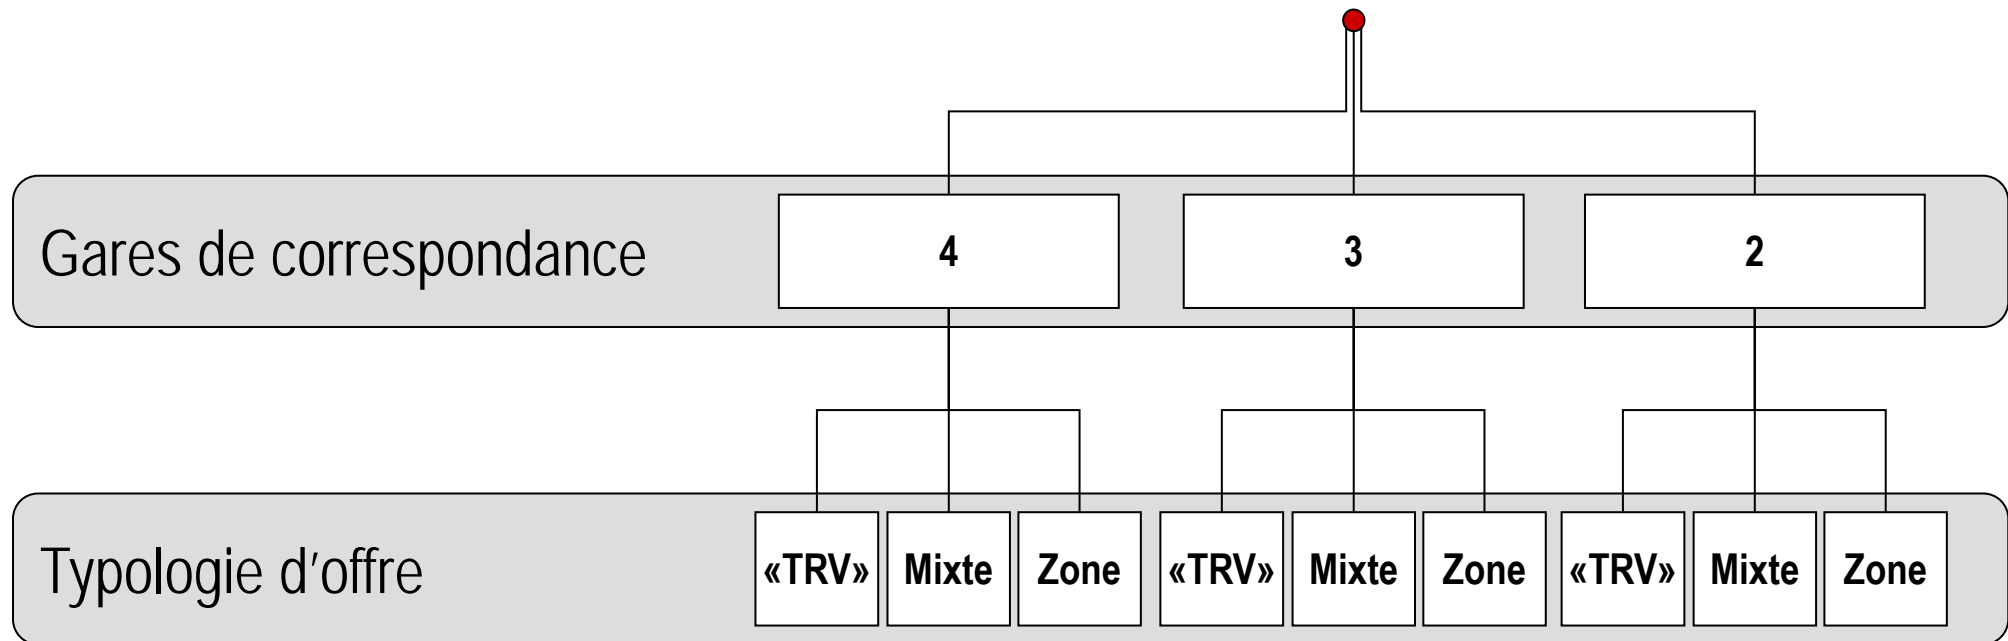 Gares de correspondance
4
3
2
Typologie d’offre
«TRV»
Mixte
Zone
«TRV»
Mixte
Zone
«TRV»
Mixte
Zone